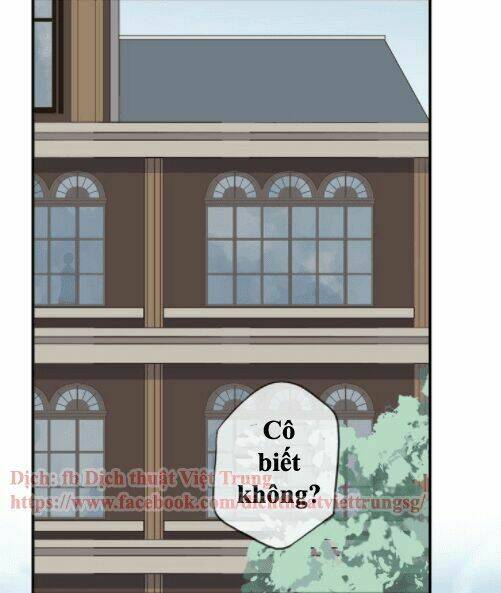 Cô
biết
không?
Dịch: fb Dịch thuật Việt Trung
https://www.facebook.com/dichthuatviettrungsg/